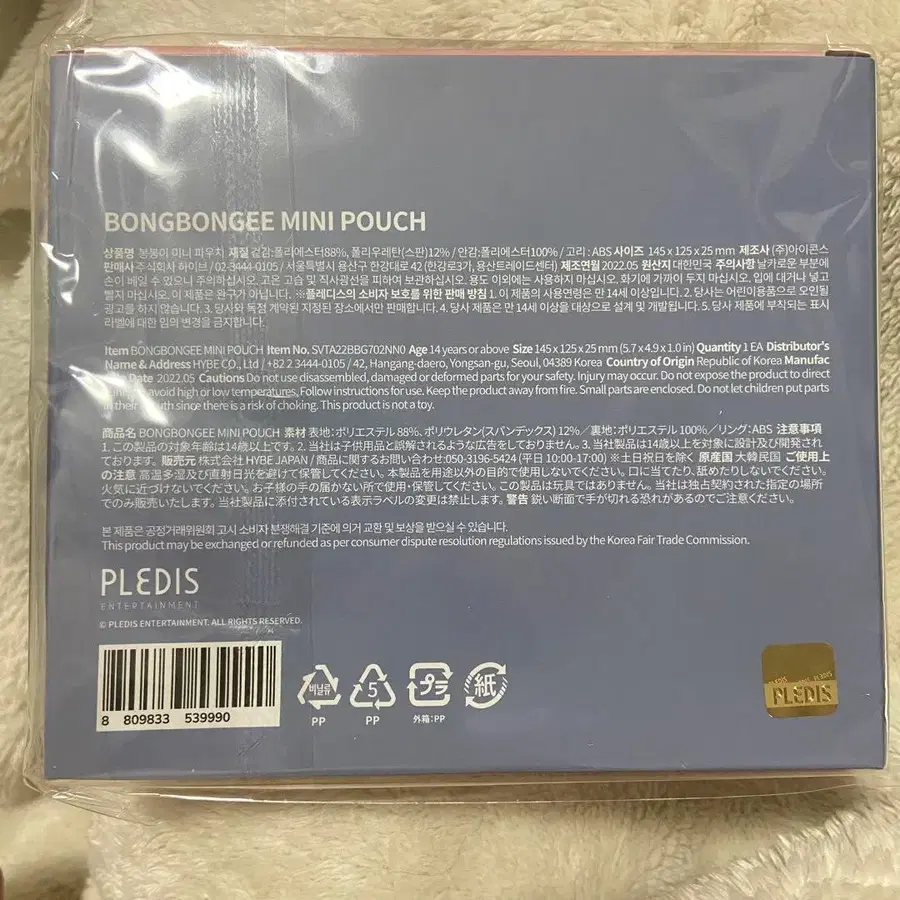 BONGBONGEE MINI POUCH
상품명 봉봉이 미니 파우치 재질 겉감:폴리에스터88%, 폴리우레탄(스판)12% / 안감:폴리에스터100% / 고리 : ABS 사이즈 145 x 125 x 25 mm 제조사 (주)아이콘스
판매사 주식회사 하이브 / 02-3444-0105 / 서울특별시 용산구 한강대로 42 (한강로3가, 용산트레이드센터) 제조연월 2022.05 원산지 대한민국 주의사항 날카로운 부분에
손이 베일 수 있으니 주의하십시오. 고온 고습 및 직사광선을 피하여 보관하십시오. 용도 이외에는 사용하지 마십시오. 화기에 가까이 두지 마십시오. 입에 대거나 넣고
빨지 마십시오. 이 제품은 완구가 아닙니다. ※플레디스의 소비자 보호를 위한 판매 방침 1. 이 제품의 사용연령은 만 14세 이상입니다. 2. 당사는 어린이용품으로 오인될
광고를 하지 않습니다. 3. 당사와 독점 계약된 지정된 장소에서만 판매합니다. 4. 당사 제품은 만 14세 이상을 대상으로 설계 및 개발됩니다. 5. 당사 제품에 부착되는 표시
라벨에 대한 임의 변경을 금지합니다.
Item BONGBONGEE MINI POUCH Item No. SVTA22BBG702NN0 Age 14 years or above Size 145 x 125 x 25 mm (5.7 x 4.9 x 1.0 in) Quantity 1 EA Distributor's
Name & Address HYBE CO., Ltd / +82 2 3444-0105 / 42, Hangang-daero, Yongsan-gu, Seoul, 04389 Korea Country of Origin Republic of Korea Manufac
Date 2022.05 Cautions Do not use disassembled, damaged or deformed parts for your safety. Injury may occur. Do not expose the product to direct
avoid high or low temperatures. Follow instructions for use. Keep the product away from fire. Small parts are enclosed. Do not let children put parts
in their mouth since there is a risk of choking. This product is not a toy.
商品名 BONGBONGEE MINI POUCH 素材 表地：ポリエステル 88%、ポリウレタン(スパンデックス) 12%／裏地：ポリエステル 100%／リング：ABS 注意事項
1. この製品の対象年齢は14歳以上です。2. 当社は子供用品と誤解されるような広告をしておりません。3. 当社製品は14歳以上を対象に設計及び開発され
ております。販売元 株式会社 HYBE JAPAN / 商品に関するお問い合わせ:050-3196-5424 (平日 10:00-17:00) ※土日祝日を除く 原産国 大韓民国 ご使用上
の注意 高温多湿及び直射日光を避けて保管してください。本製品を用途以外の目的で使用しないでください。口に当てたり、舐めたりしないでください。
火気に近づけないでください。お子様の手の届かない所で使用・保管してください。この製品は玩具ではありません。当社は独占契約された指定の場所
でのみ販売いたします。当社製品に添付されている表示ラベルの変更は禁止します。警告 鋭い断面で手が切れる恐れがあるのでご注意ください。
본 제품은 공정거래위원회 고시 소비자 분쟁해결 기준에 의거 교환 및 보상을 받으실 수 있습니다.
This product may be exchanged or refunded as per consumer dispute resolution regulations issued by the Korea Fair Trade Commission.
PLEDIS
ENTERTAINMENT
© PLEDIS ENTERTAINMENT. ALL RIGHTS RESERVED.
8 809833 539990
비닐류
PP
5
PP
プラ
外箱：PP
紙
PLEDIS
PLEDIS
PLEDIS